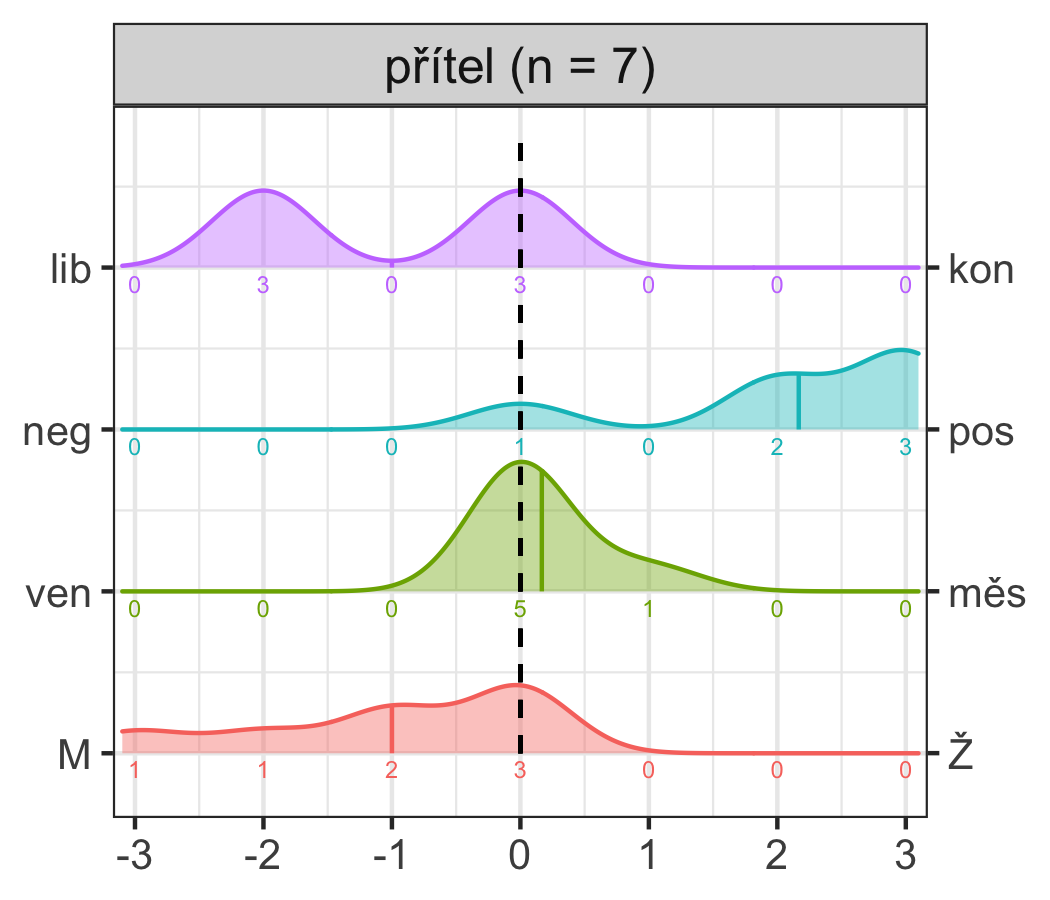 přítel (n = 7)
lib kon
0 3 0 3 0 0 0
neg pos
0 0 0 1 0 2 3
ven měs
0 0 0 5 1 0 0
M Ž
1 1 2 3 0 0 0
-3 -2 -1 0 1 2 3